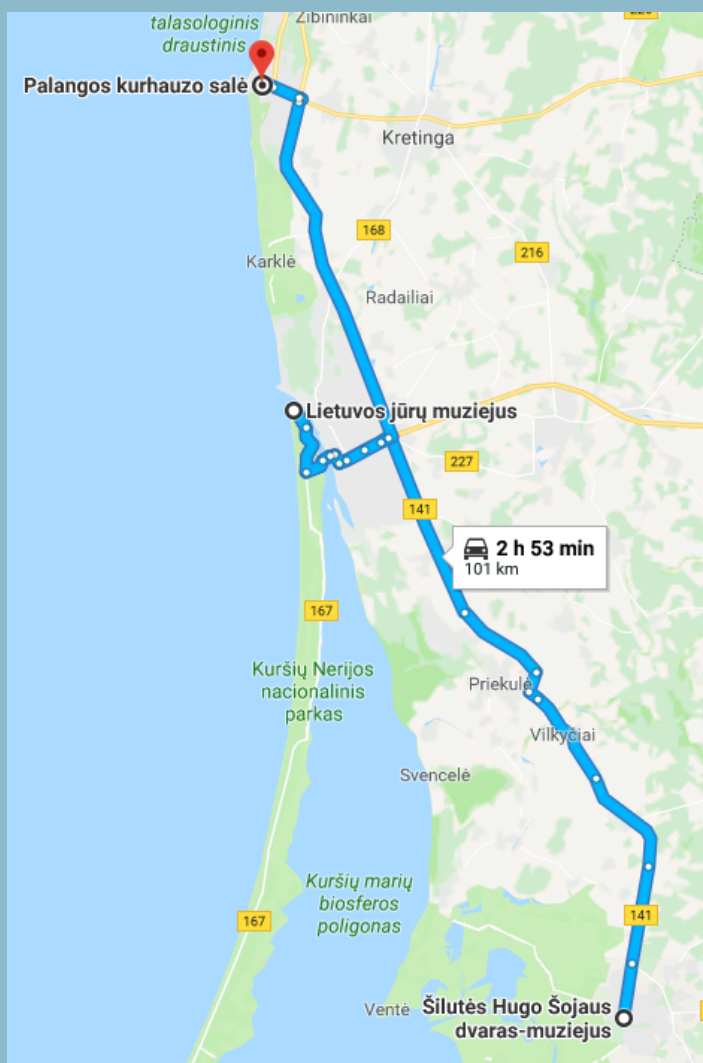 Žibininkai
talasologinis
draustinis
Palangos kurhauzo salė
Kretinga
168
216
Karklė
Radailiai
Lietuvos jūrų muziejus
227
141
2 h 53 min
101 km
167
Kuršių Nerijos
nacionalinis
parkas
Priekulė
Vilkyčiai
Svencelė
Kuršių marių
biosferos
poligonas
167
141
Ventė
Šilutės Hugo Šojaus
dvaras-muziejus